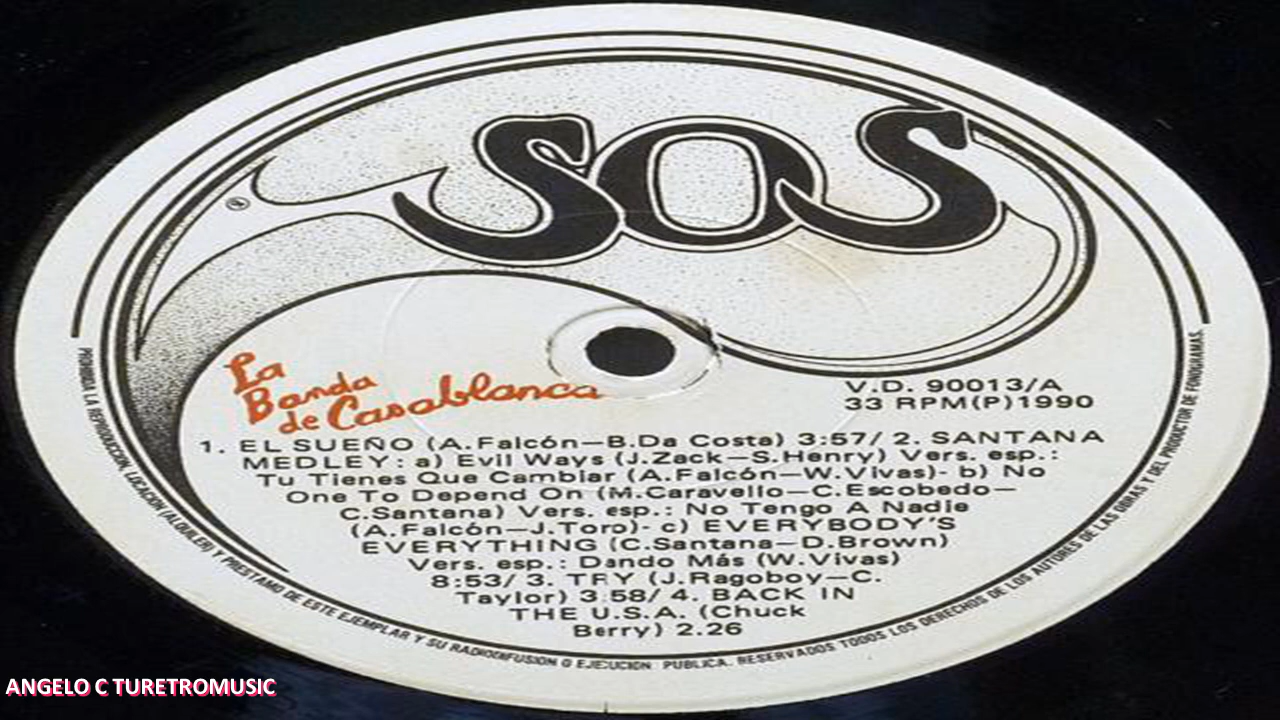 SOS
®
La
Banda
de Casablanca
V.D. 90013/A
33 RPM(P)1990
1. EL SUEÑO (A.Falcón—B.Da Costa) 3:57/ 2. SANTANA
MEDLEY: a) Evil Ways (J.Zack—S.Henry) Vers. esp.:
Tu Tienes Que Cambiar (A.Falcón—W.Vivas)- b) No
One To Depend On (M.Caravello—C.Escobedo—
C.Santana) Vers. esp.: No Tengo A Nadie
(A.Falcón—J.Toro)- c) EVERYBODY'S
EVERYTHING (C.Santana—D.Brown)
Vers. esp.: Dando Más (W.Vivas)
8:53/ 3. TRY (J.Ragoboy—C.
Taylor) 3:58/ 4. BACK IN
THE U.S.A. (Chuck
Berry) 2.26
PROHIBIDA LA REPRODUCCION, LOCACION (ALQUILER) Y PRESTAMO DE ESTE EJEMPLAR Y SU RADIODIFUSION O EJECUCION PUBLICA. RESERVADOS TODOS LOS DERECHOS DE LOS AUTORES DE LAS OBRAS Y DEL PRODUCTOR DE FONOGRAMAS.
ANGELO C TURETROMUSIC